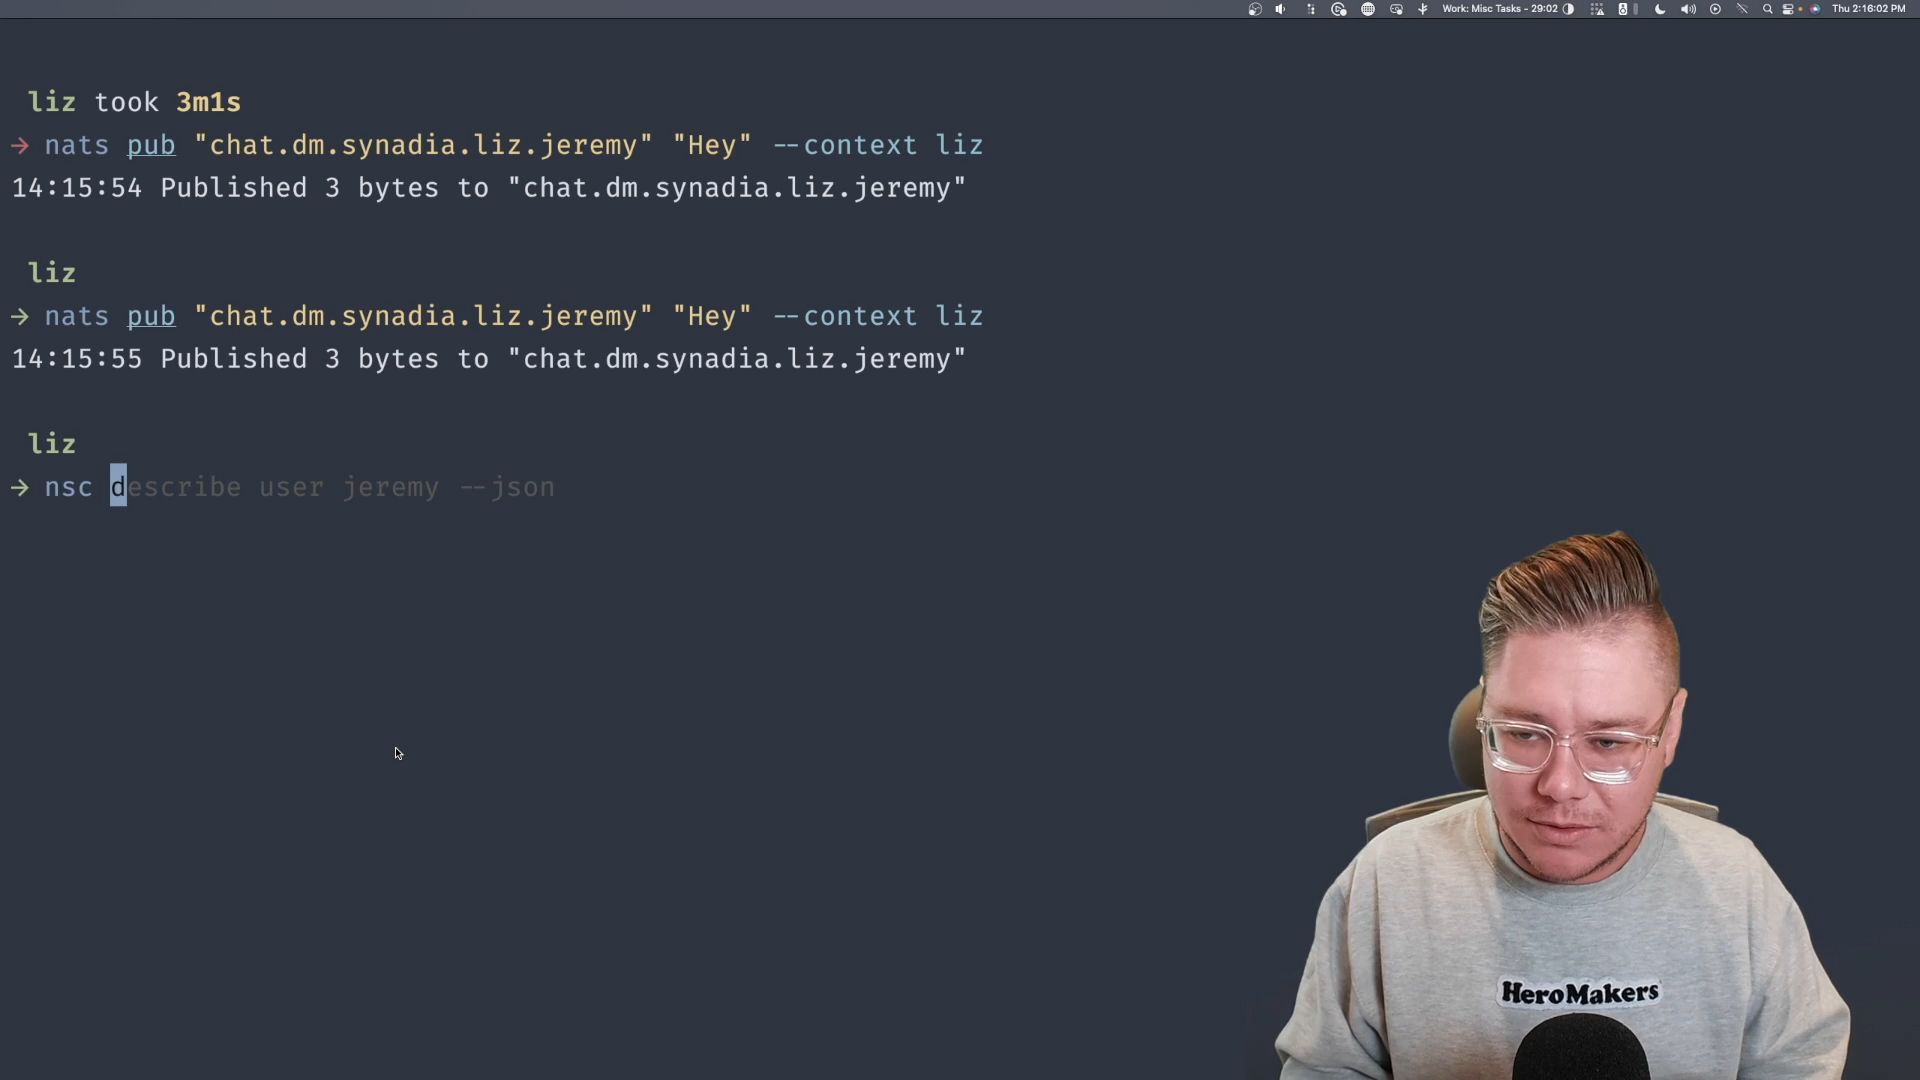 Work: Misc Tasks - 29:02
Thu 2:16:02 PM
liz took 3m1s
→ nats pub "chat.dm.synadia.liz.jeremy" "Hey" --context liz
14:15:54 Published 3 bytes to "chat.dm.synadia.liz.jeremy"
liz
→ nats pub "chat.dm.synadia.liz.jeremy" "Hey" --context liz
14:15:55 Published 3 bytes to "chat.dm.synadia.liz.jeremy"
liz
→ nsc describe user jeremy --json
HeroMakers